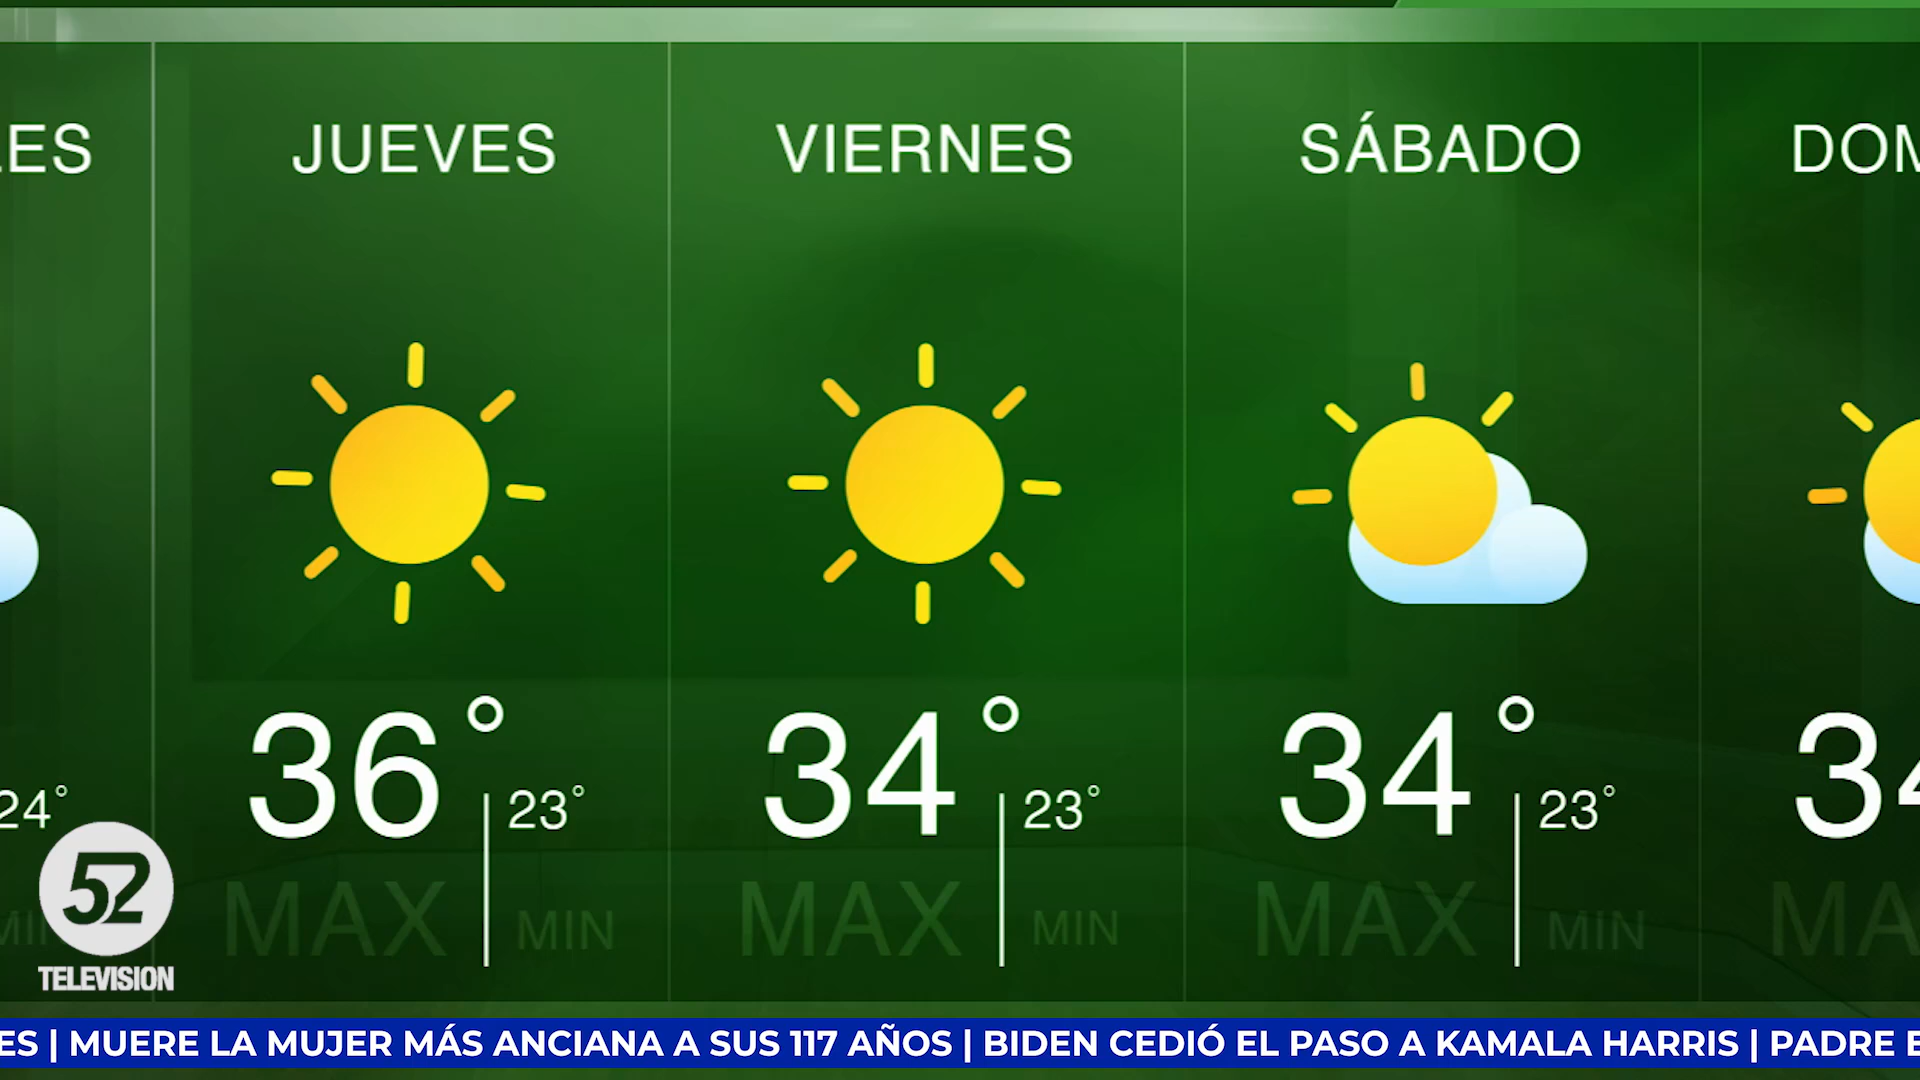 JUEVES
VIERNES
SÁBADO
24°
36°
23°
34°
23°
34°
23°
MAX
MIN
MAX
MIN
MAX
MIN
52
TELEVISION
MUERE LA MUJER MÁS ANCIANA A SUS 117 AÑOS | BIDEN CEDIÓ EL PASO A KAMALA HARRIS | PADRE